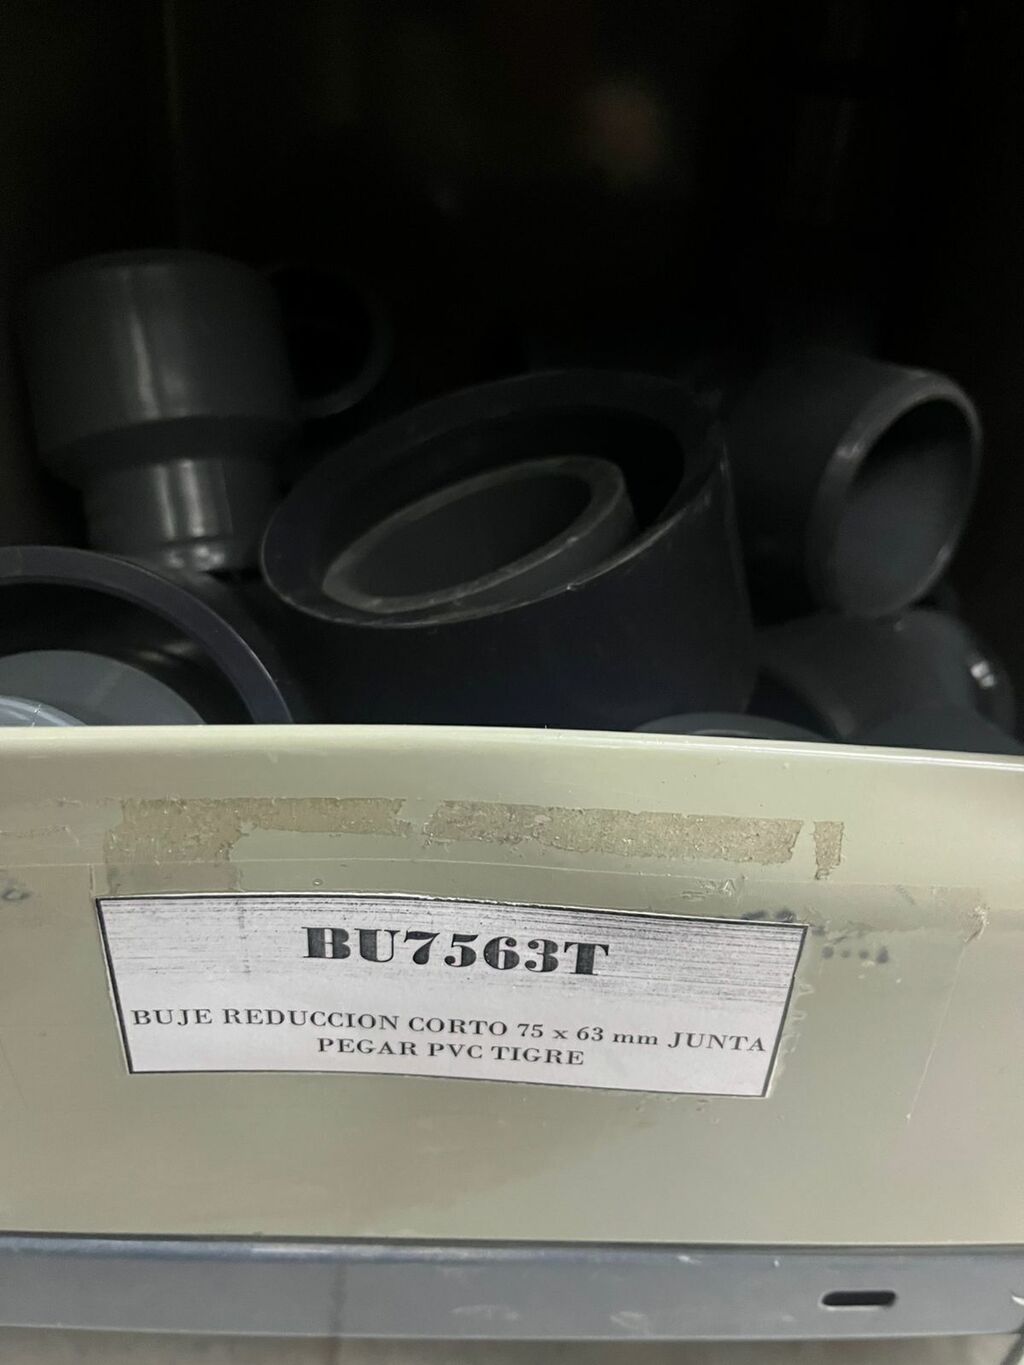 BU7563T
BUJE REDUCCION CORTO 75 x 63 mm JUNTA
PEGAR PVC TIGRE